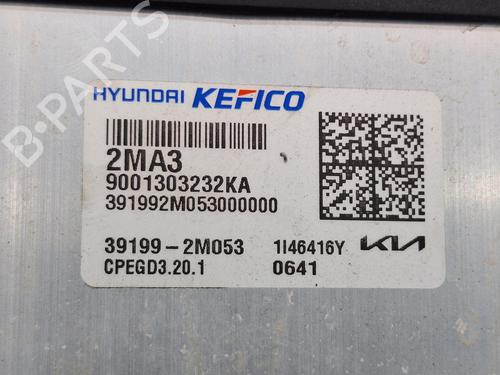 B-PARTS
HYUNDAI KEFICO
2MA3
9001303232KA
391992M053000000
39199-2M053 1I46416Y KIA
CPEGD3.20.1 0641